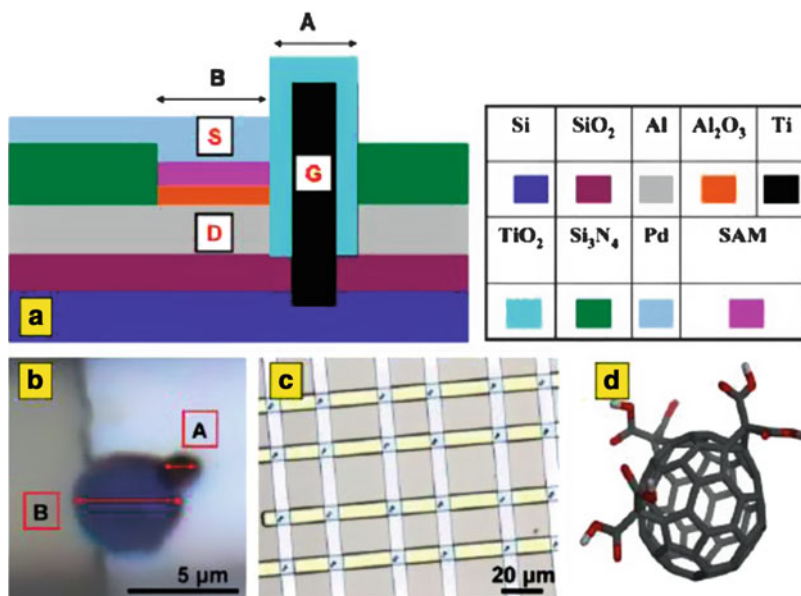 A
B
S
G
D
a
Si SiO₂ Al Al₂O₃ Ti
TiO₂ Si₃N₄ Pd SAM
b
A
B
5 µm
c
20 µm
d